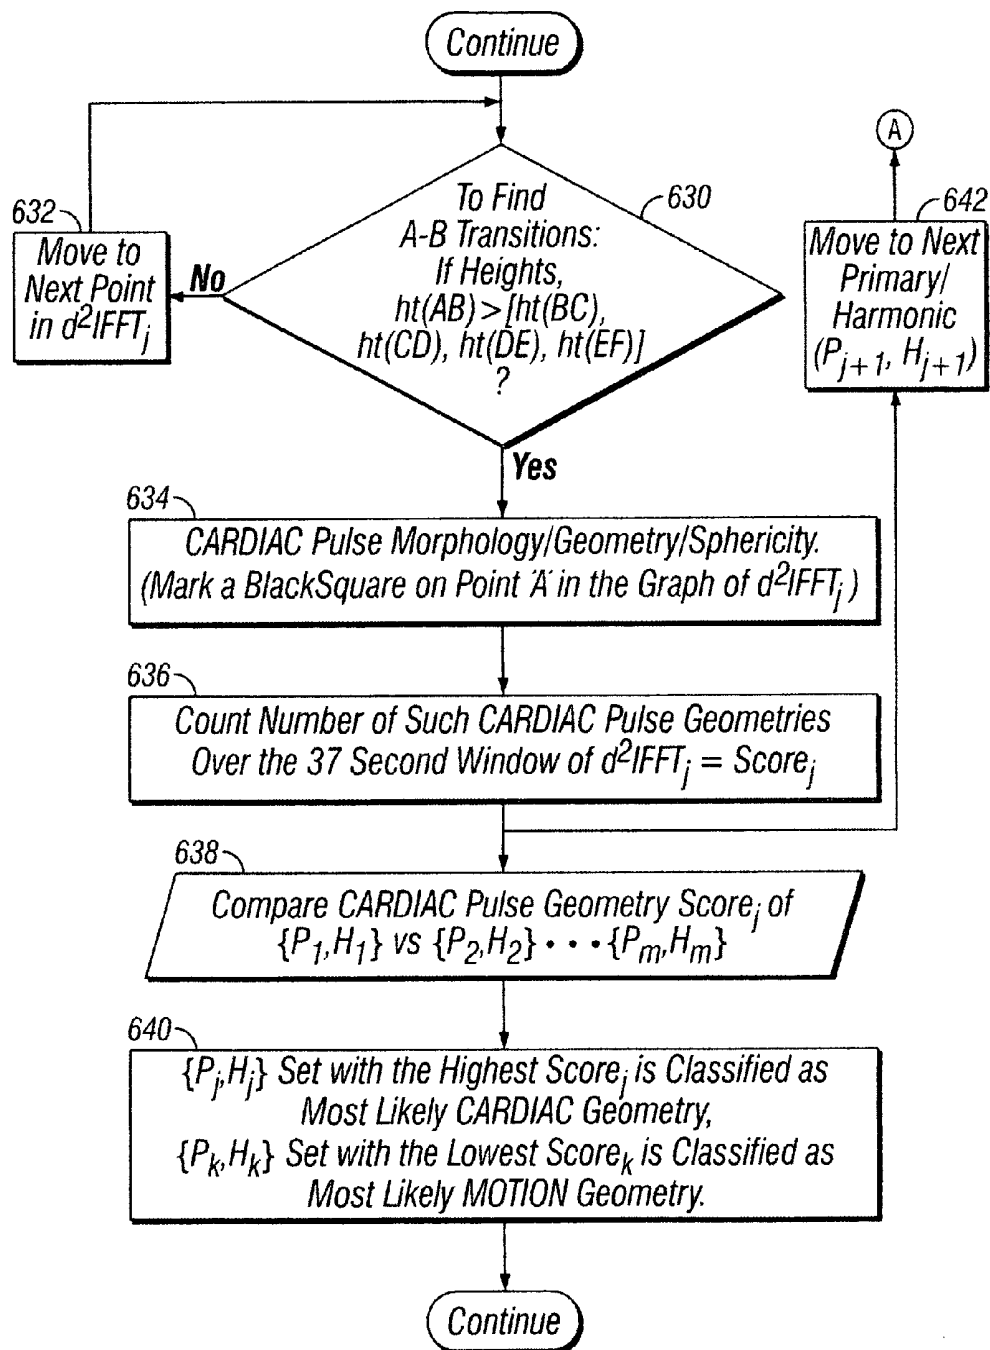 Continue
A
630
To Find
A-B Transitions:
If Heights,
ht(AB) > [ht(BC),
ht(CD), ht(DE), ht(EF)]
?
632
Move to
Next Point
in d²IFFTj
No
642
Move to Next
Primary/
Harmonic
(Pj+1, Hj+1)
Yes
634
CARDIAC Pulse Morphology/Geometry/Sphericity.
(Mark a BlackSquare on Point 'A' in the Graph of d²IFFTj)
636
Count Number of Such CARDIAC Pulse Geometries
Over the 37 Second Window of d²IFFTj = Scorej
638
Compare CARDIAC Pulse Geometry Scorej of
{P1,H1} vs {P2,H2} • • • {Pm,Hm}
640
{Pj,Hj} Set with the Highest Scorej is Classified as
Most Likely CARDIAC Geometry,
{Pk,Hk} Set with the Lowest Scorek is Classified as
Most Likely MOTION Geometry.
Continue